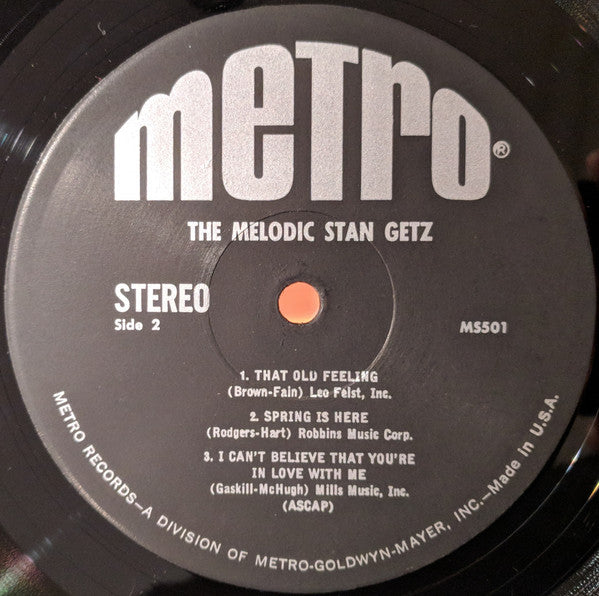 meTro®
THE MELODIC STAN GETZ
STEREO
Side 2
MS501
1. THAT OLD FEELING
(Brown-Fain) Leo Feist, Inc.
2. SPRING IS HERE
(Rodgers-Hart) Robbins Music Corp.
3. I CAN'T BELIEVE THAT YOU'RE
IN LOVE WITH ME
(Gaskill-McHugh) Mills Music, Inc.
(ASCAP)
METRO RECORDS—A DIVISION OF METRO-GOLDWYN-MAYER, INC.—Made in U.S.A.